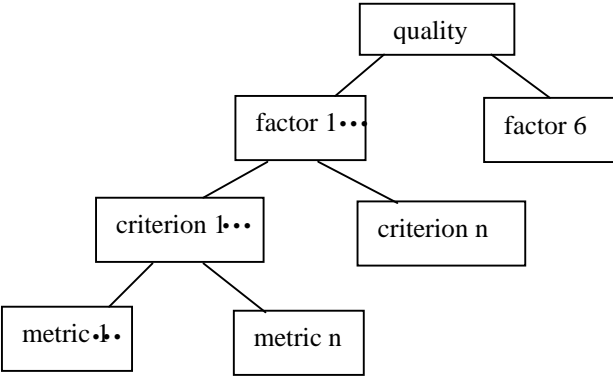 quality
factor 1...
factor 6
criterion 1...
criterion n
metric 1...
metric n